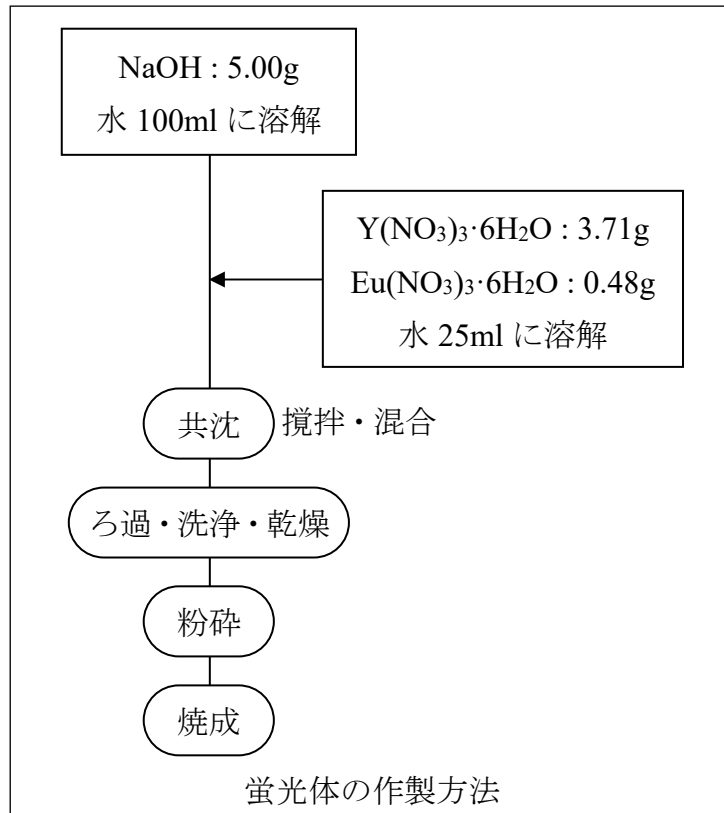 NaOH : 5.00g
水 100ml に溶解
Y(NO₃)₃·6H₂O : 3.71g
Eu(NO₃)₃·6H₂O : 0.48g
水 25ml に溶解
共沈 撹拌・混合
ろ過・洗浄・乾燥
粉砕
焼成
蛍光体の作製方法